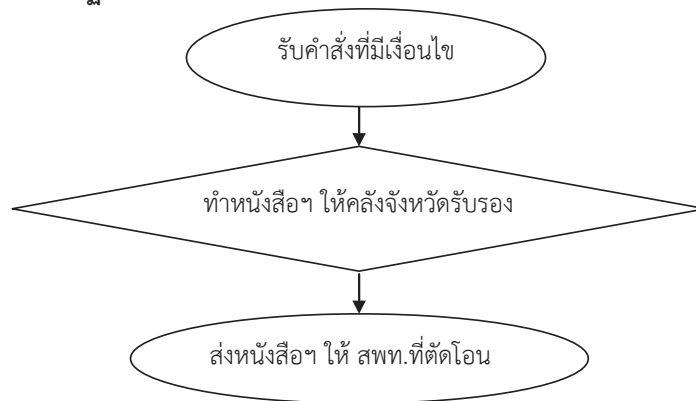 รับคำสั่งที่มีเงื่อนไข
ทำหนังสือฯ ให้คลังจังหวัดรับรอง
ส่งหนังสือฯ ให้ สพท.ที่ตัดโอน